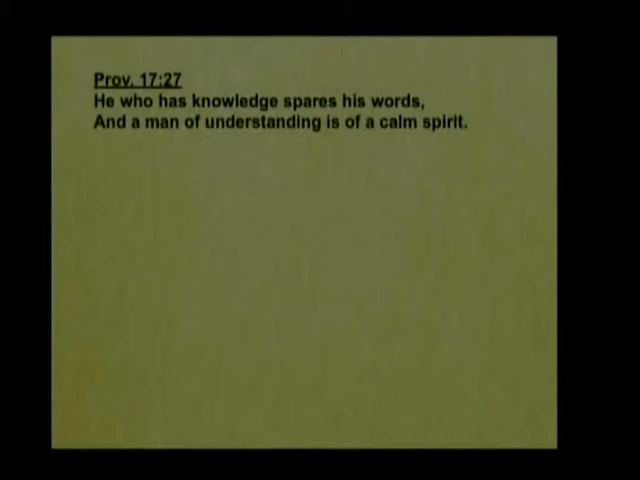 Prov. 17:27
He who has knowledge spares his words,
And a man of understanding is of a calm spirit.